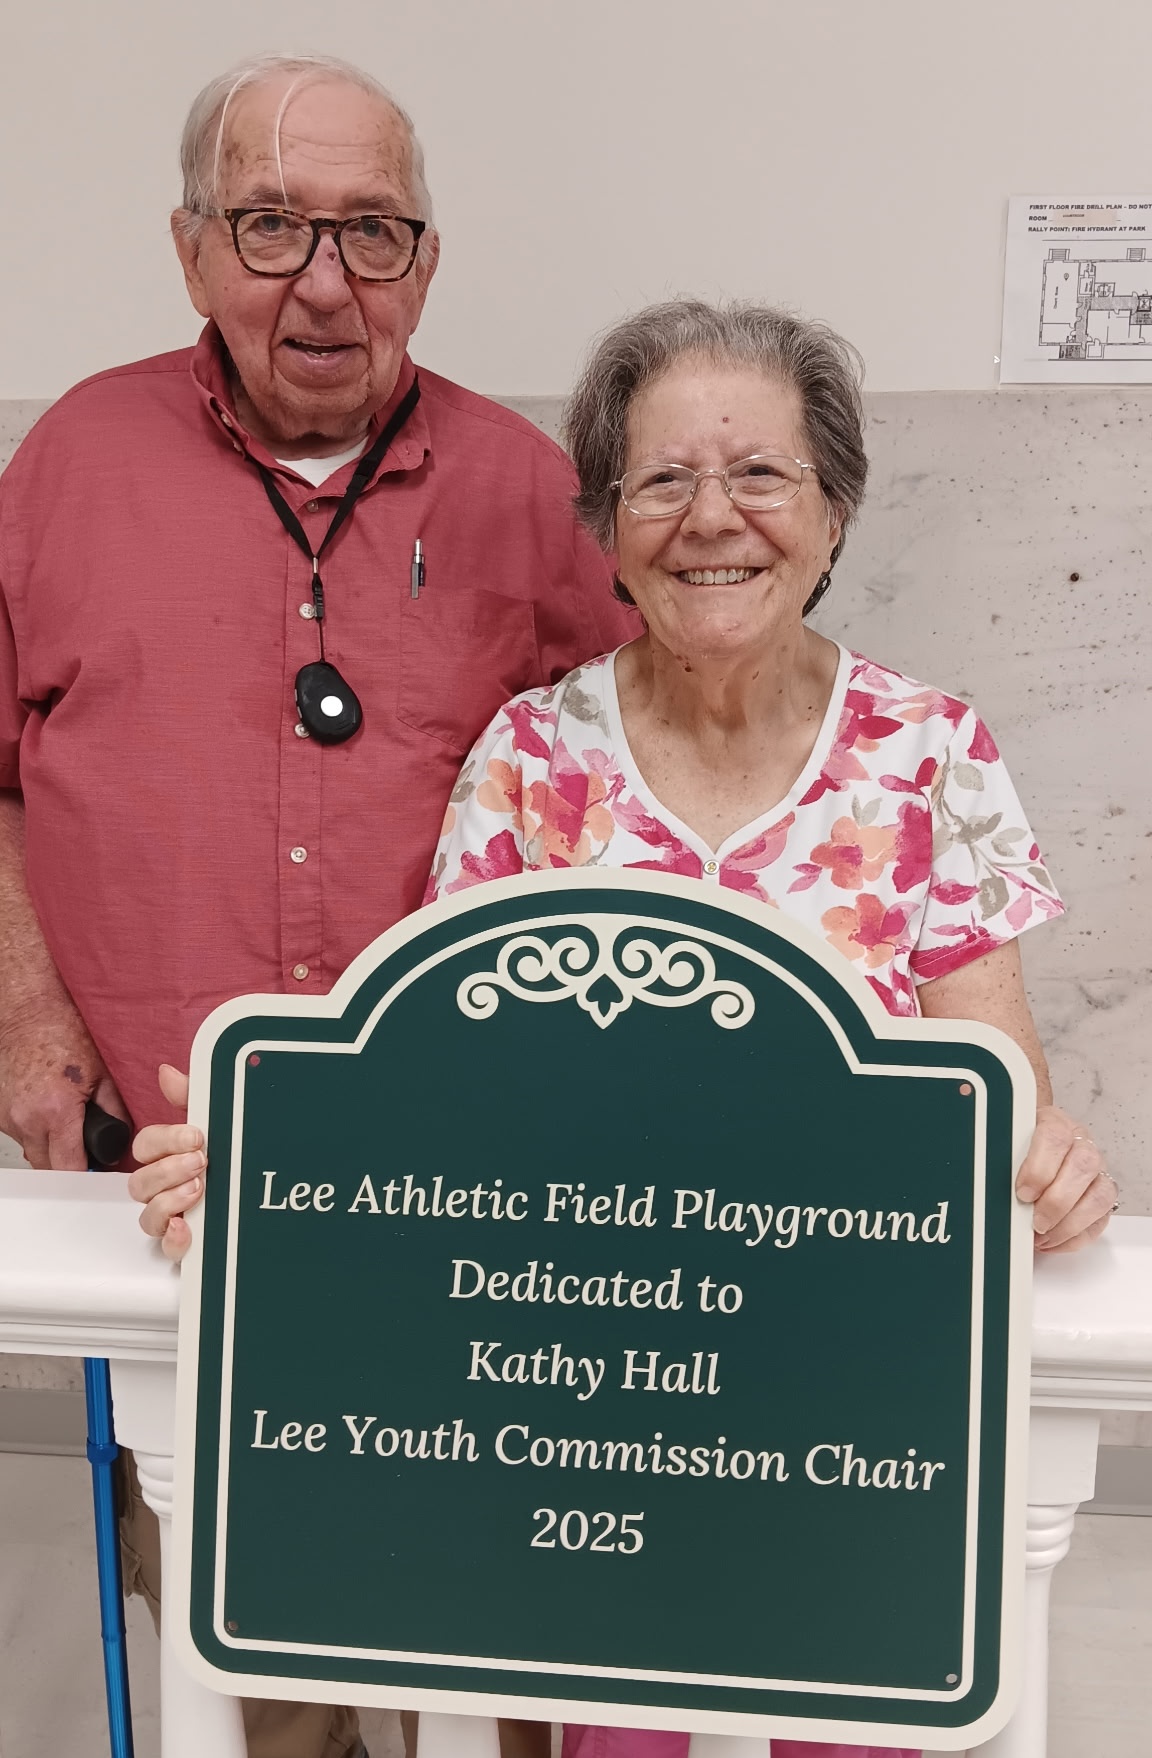 FIRST FLOOR FIRE DRILL PLAN - DO NOT
ROOM COURTROOM
RALLY POINT: FIRE HYDRANT AT PARK
Lee Athletic Field Playground
Dedicated to
Kathy Hall
Lee Youth Commission Chair
2025